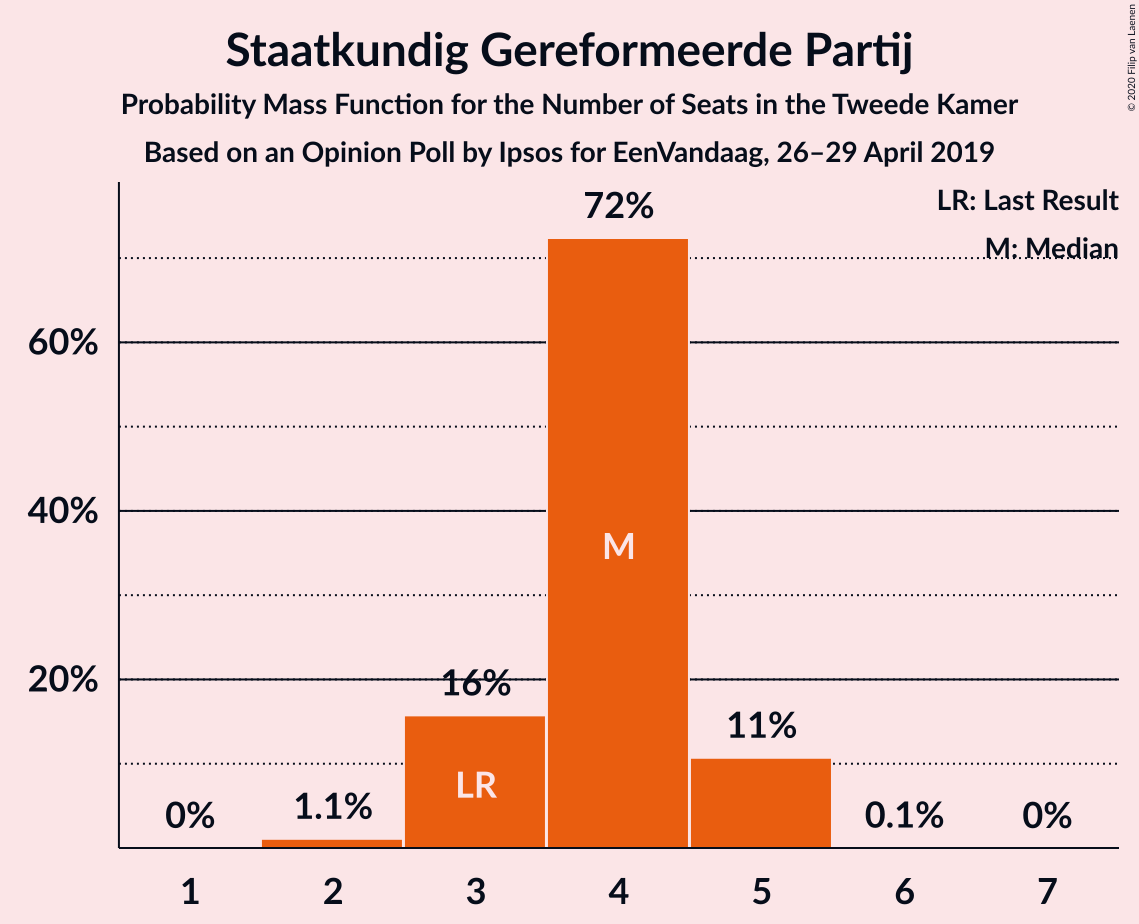 Staatkundig Gereformeerde Partij
Probability Mass Function for the Number of Seats in the Tweede Kamer
Based on an Opinion Poll by Ipsos for EenVandaag, 26–29 April 2019
© 2020 Filip van Laenen
LR: Last Result
M: Median
72%
60%
40%
M
20%
16%
11%
LR
0%
1.1%
0.1%
0%
1 2 3 4 5 6 7